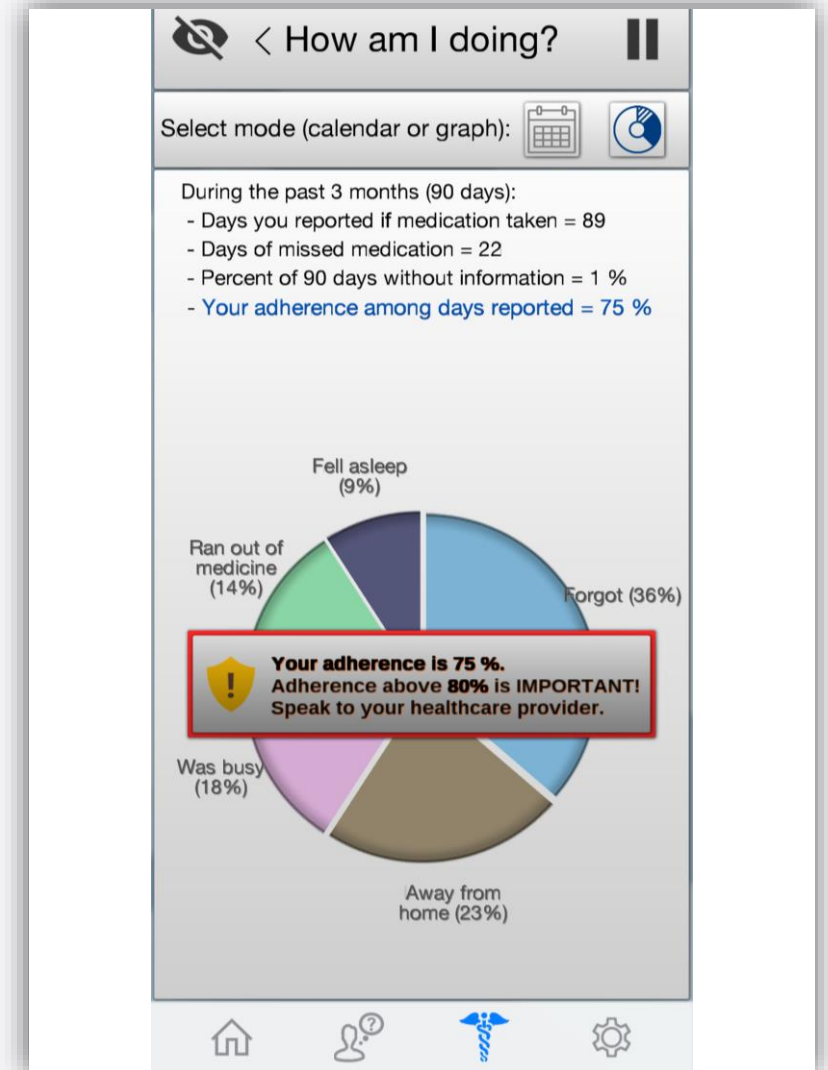 < How am I doing?
Select mode (calendar or graph):
During the past 3 months (90 days):
- Days you reported if medication taken = 89
- Days of missed medication = 22
- Percent of 90 days without information = 1 %
- Your adherence among days reported = 75 %
Fell asleep
(9%)
Ran out of
medicine
(14%)
Forgot (36%)
Your adherence is 75 %.
Adherence above 80% is IMPORTANT!
Speak to your healthcare provider.
Was busy
(18%)
Away from
home (23%)